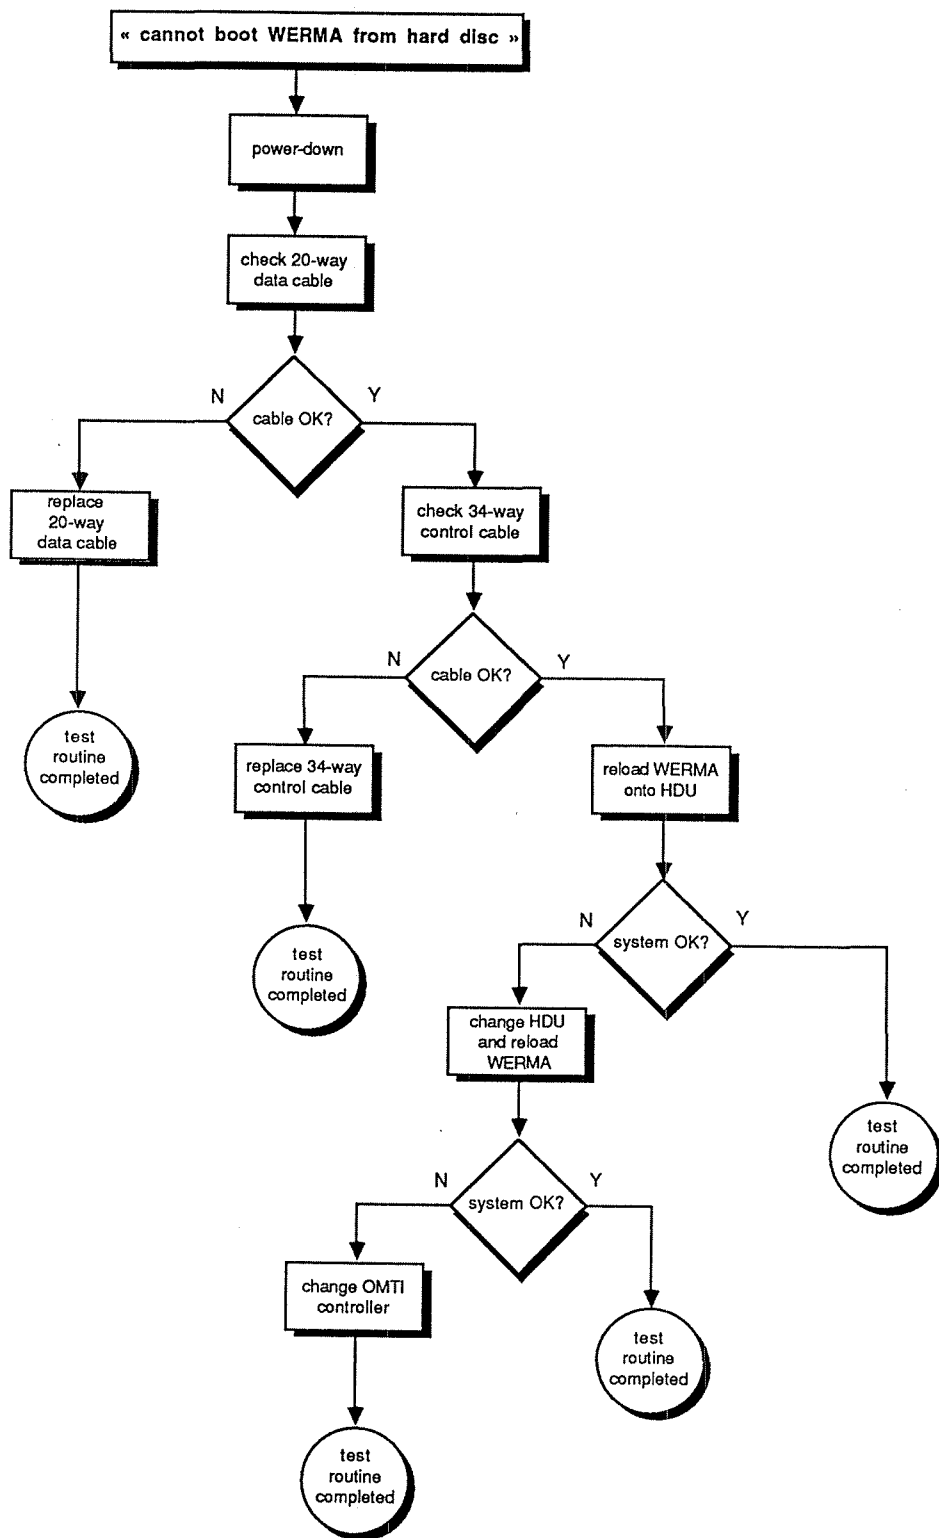 « cannot boot WERMA from hard disc »
power-down
check 20-way
data cable
N
Y
cable OK?
replace
20-way
data cable
check 34-way
control cable
N
Y
cable OK?
test
routine
completed
replace 34-way
control cable
reload WERMA
onto HDU
N
Y
system OK?
test
routine
completed
change HDU
and reload
WERMA
test
routine
completed
N
Y
system OK?
change OMTI
controller
test
routine
completed
test
routine
completed